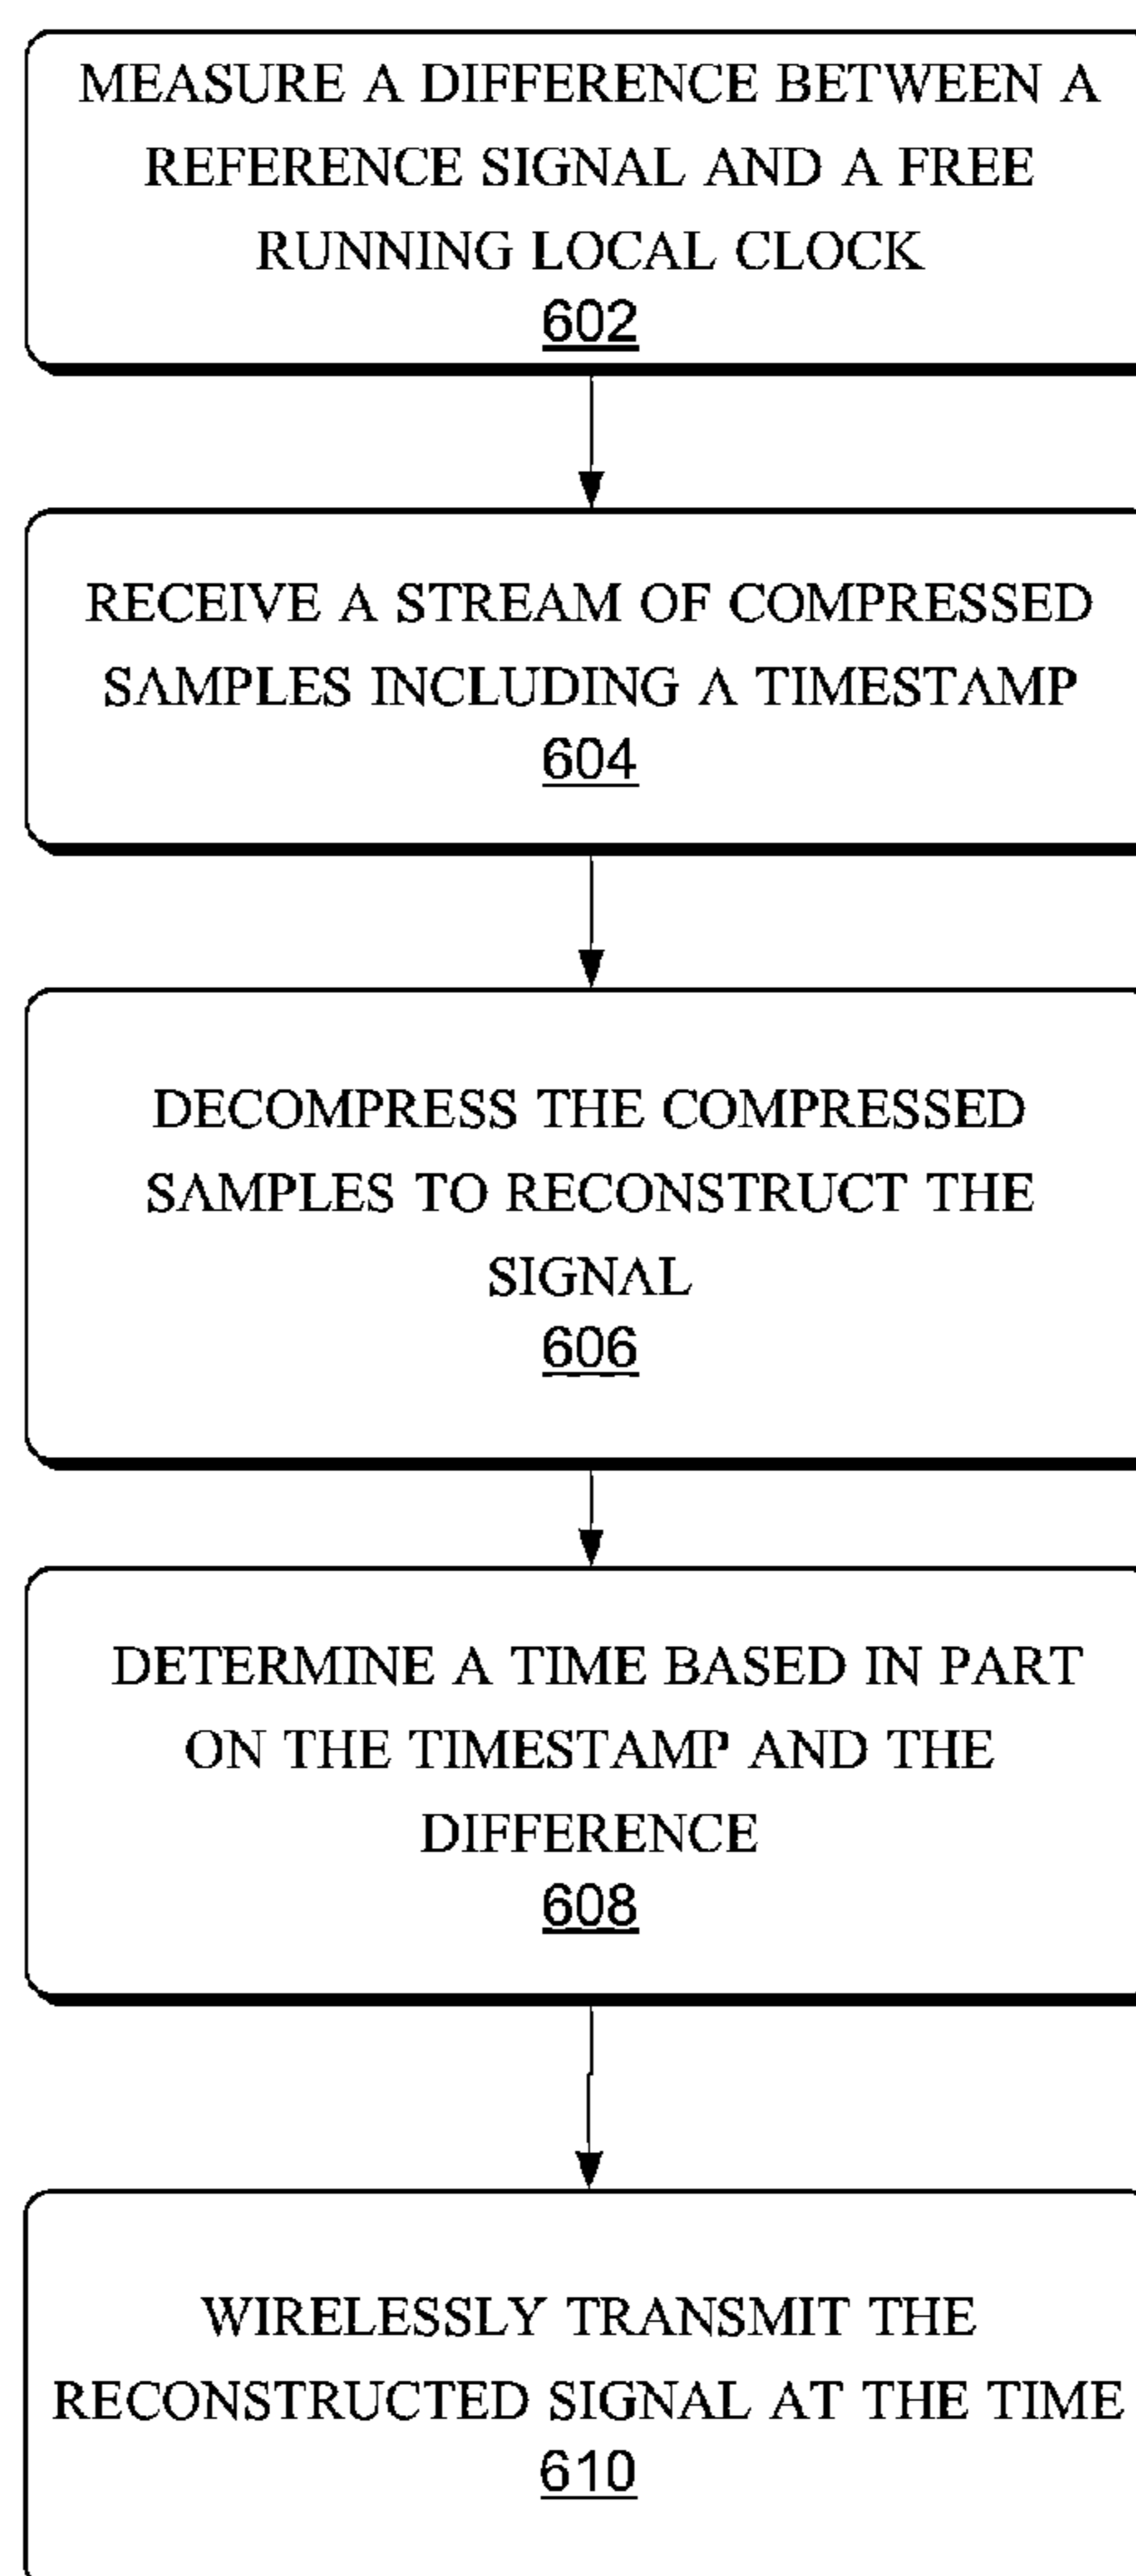 MEASURE A DIFFERENCE BETWEEN A
REFERENCE SIGNAL AND A FREE
RUNNING LOCAL CLOCK
602
RECEIVE A STREAM OF COMPRESSED
SAMPLES INCLUDING A TIMESTAMP
604
DECOMPRESS THE COMPRESSED
SAMPLES TO RECONSTRUCT THE
SIGNAL
606
DETERMINE A TIME BASED IN PART
ON THE TIMESTAMP AND THE
DIFFERENCE
608
WIRELESSLY TRANSMIT THE
RECONSTRUCTED SIGNAL AT THE TIME
610